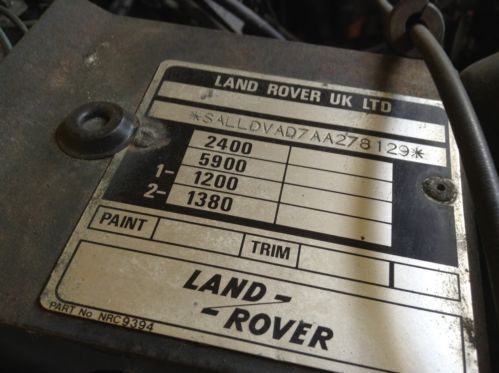 LAND ROVER UK LTD
*SALLDVAD7AA278129*
2400
5900
1- 1200
2- 1380
PAINT TRIM
LAND-
-ROVER
PART No NRC9394